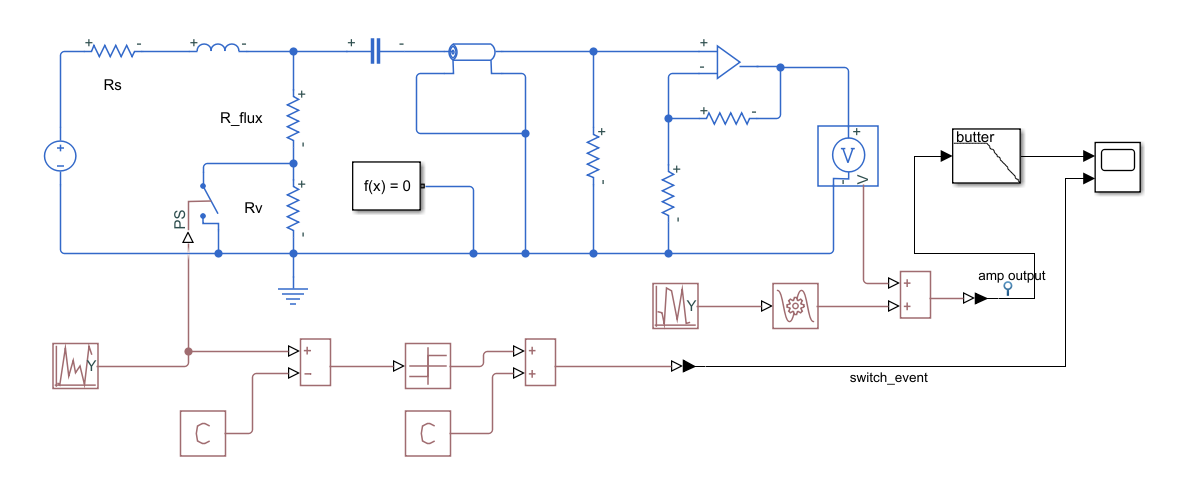 + - + - + - + -
Rs
R_flux
+
-
+ -
+
-
butter
+
V
- V
f(x) = 0
+
-
Rv
+
-
+
-
PS
+
-
amp output
Y
+
+
Y
+
−
+
+
switch_event
C
C